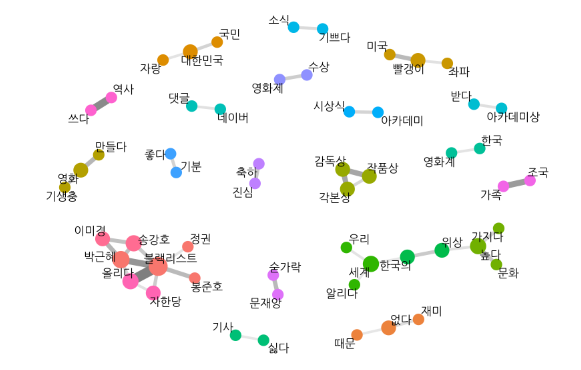 소식
기쁘다
국민
대한민국
자랑
미국
빨갱이
좌파
수상
영화제
역사
쓰다
댓글
네이버
시상식
아카데미
받다
아카데미상
만들다
영화
기생충
좋다
기분
축하
진심
감독상
작품상
각본상
한국
영화계
조국
가족
이미경
송강호
정권
박근혜
블랙리스트
올리다
봉준호
자한당
숟가락
문재앙
우리
세계
한국의
알리다
위상
가지다
높다
문화
기사
싫다
재미
없다
때문